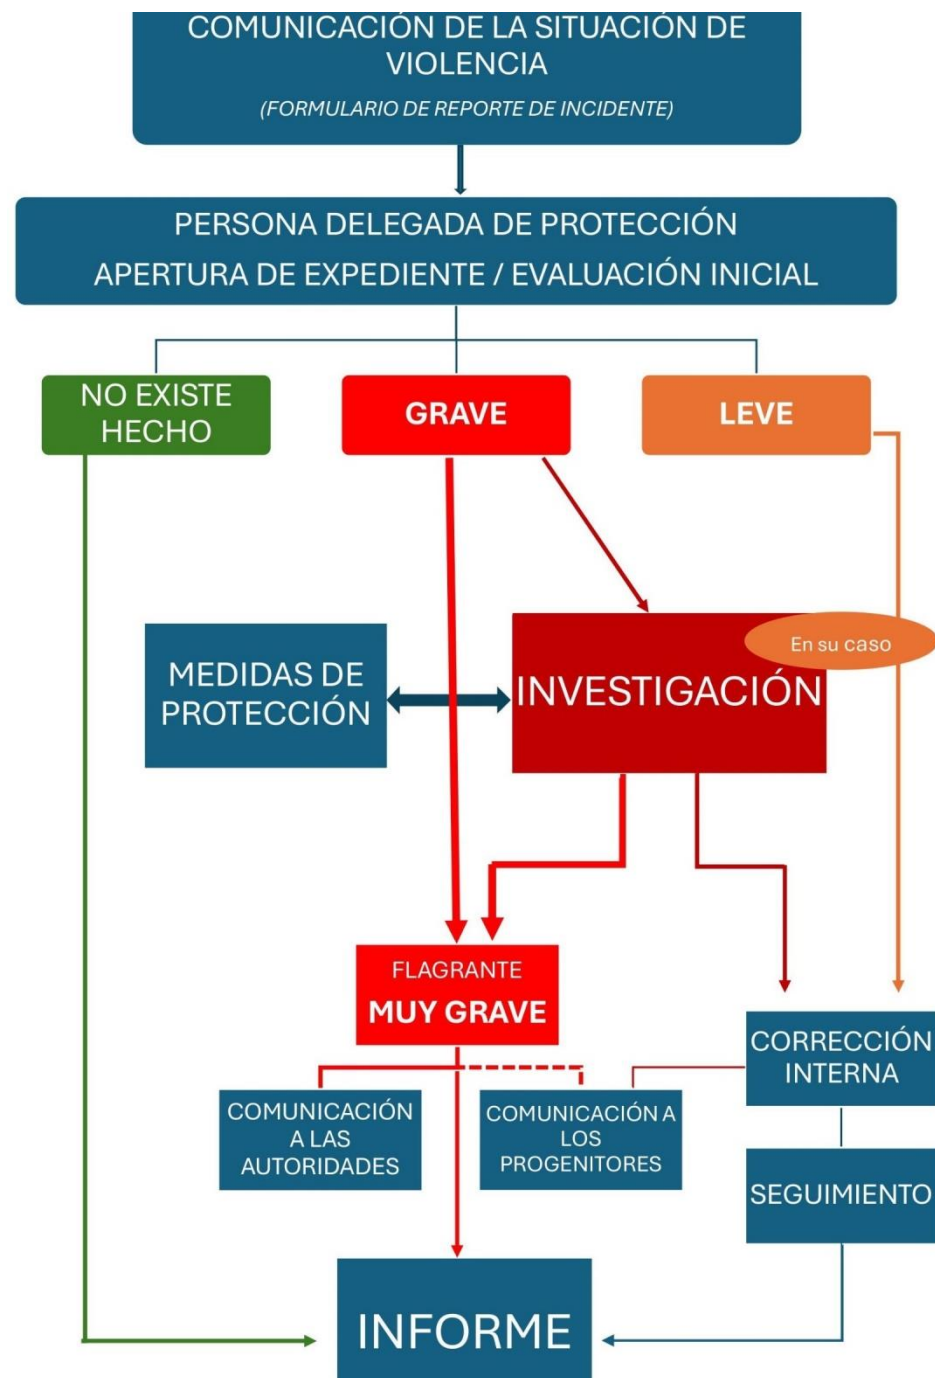 COMUNICACIÓN DE LA SITUACIÓN DE
VIOLENCIA
(FORMULARIO DE REPORTE DE INCIDENTE)
PERSONA DELEGADA DE PROTECCIÓN
APERTURA DE EXPEDIENTE / EVALUACIÓN INICIAL
NO EXISTE
HECHO
GRAVE
LEVE
MEDIDAS DE
PROTECCIÓN
INVESTIGACIÓN
En su caso
FLAGRANTE
MUY GRAVE
COMUNICACIÓN
A LAS
AUTORIDADES
COMUNICACIÓN A
LOS
PROGENITORES
CORRECCIÓN
INTERNA
SEGUIMIENTO
INFORME